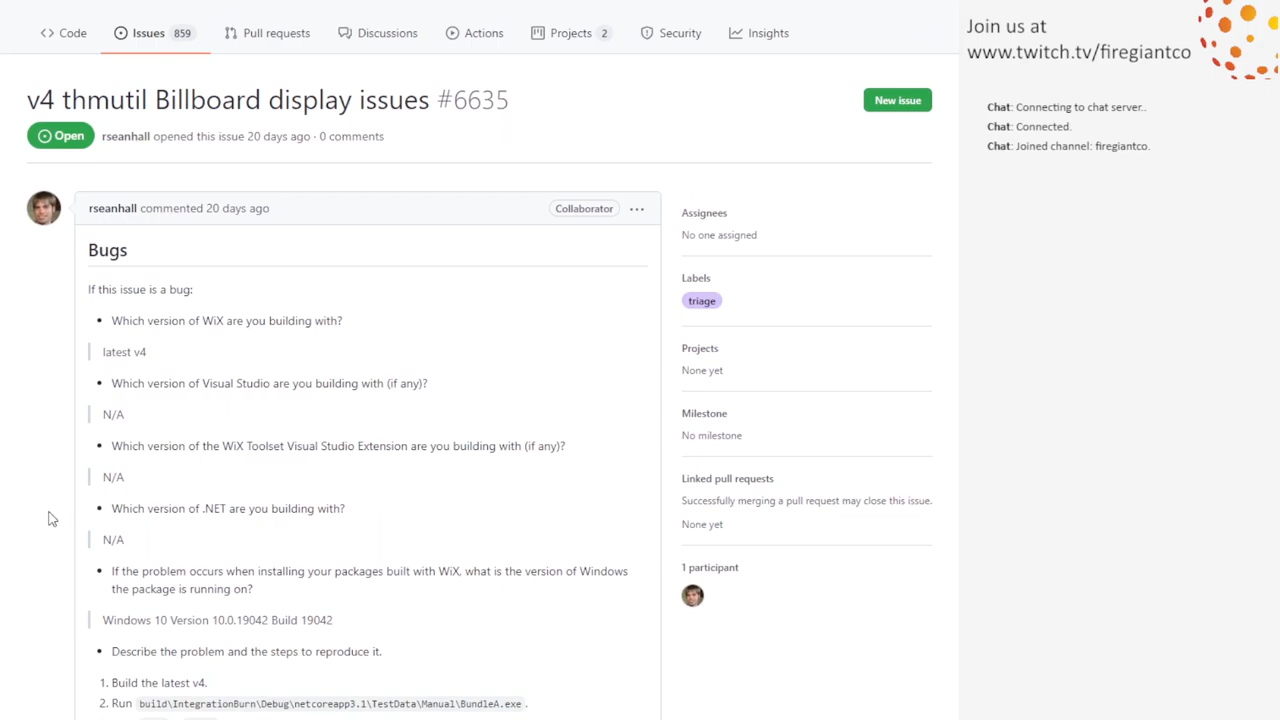 Code
Issues 859
Pull requests
Discussions
Actions
Projects 2
Security
Insights
Join us at
www.twitch.tv/firegiantco
v4 thmutil Billboard display issues #6635
New issue
Open
rseanhall opened this issue 20 days ago · 0 comments
Chat: Connecting to chat server..
Chat: Connected.
Chat: Joined channel: firegiantco.
rseanhall commented 20 days ago
Collaborator
Bugs
If this issue is a bug:
• Which version of WiX are you building with?
latest v4
• Which version of Visual Studio are you building with (if any)?
N/A
• Which version of the WiX Toolset Visual Studio Extension are you building with (if any)?
N/A
• Which version of .NET are you building with?
N/A
• If the problem occurs when installing your packages built with WiX, what is the version of Windows
the package is running on?
Windows 10 Version 10.0.19042 Build 19042
• Describe the problem and the steps to reproduce it.
1. Build the latest v4.
2. Run build\IntegrationBurn\Debug\netcoreapp3.1\TestData\Manual\BundleA.exe .
Assignees
No one assigned
Labels
triage
Projects
None yet
Milestone
No milestone
Linked pull requests
Successfully merging a pull request may close this issue.
None yet
1 participant